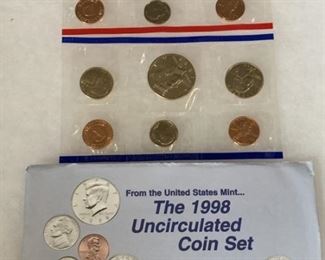 From the United States Mint...
The 1998
Uncirculated
Coin Set